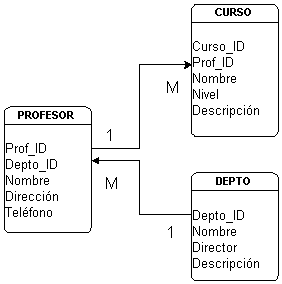 CURSO
Curso_ID
Prof_ID
Nombre
Nivel
Descripción
M
PROFESOR
1
Prof_ID
Depto_ID
Nombre
Dirección
Teléfono
M
DEPTO
1
Depto_ID
Nombre
Director
Descripción